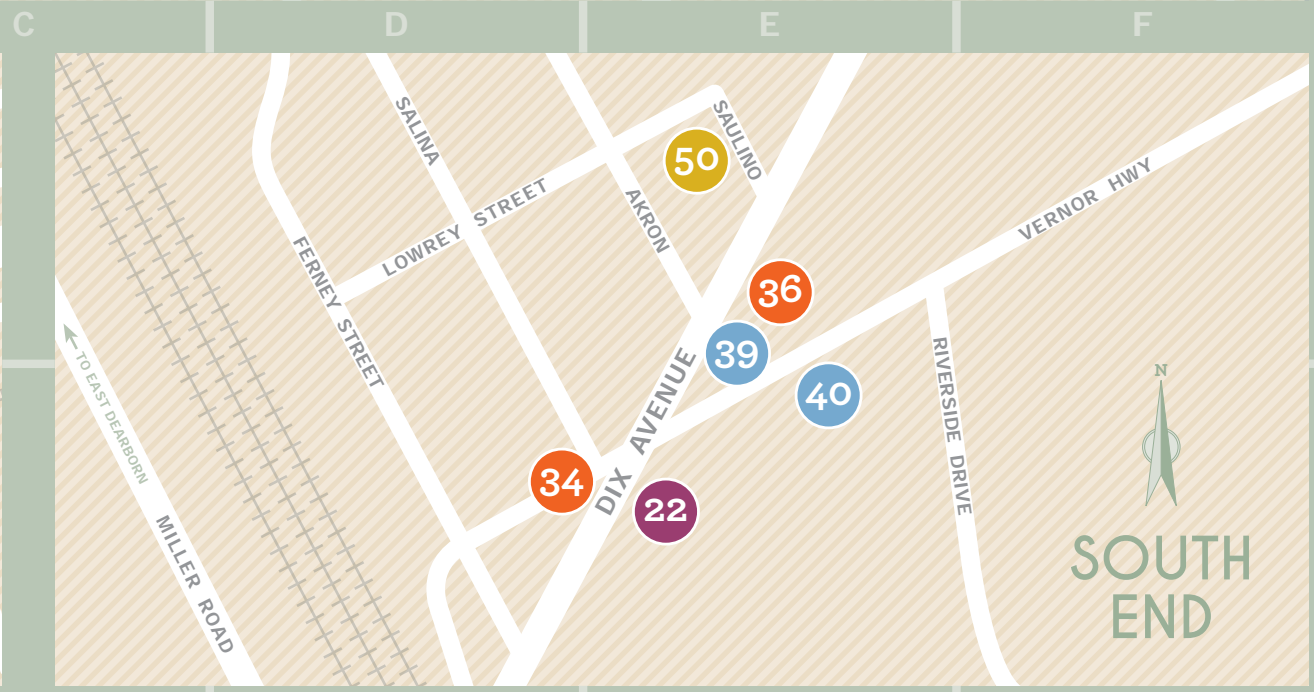 C
D
E
F
SALINA
SAULINO
50
AKRON
LOWREY STREET
VERNOR HWY
FERNEY STREET
36
39
40
TO EAST DEARBORN
RIVERSIDE DRIVE
N
DIX AVENUE
34
22
MILLER ROAD
SOUTH
END